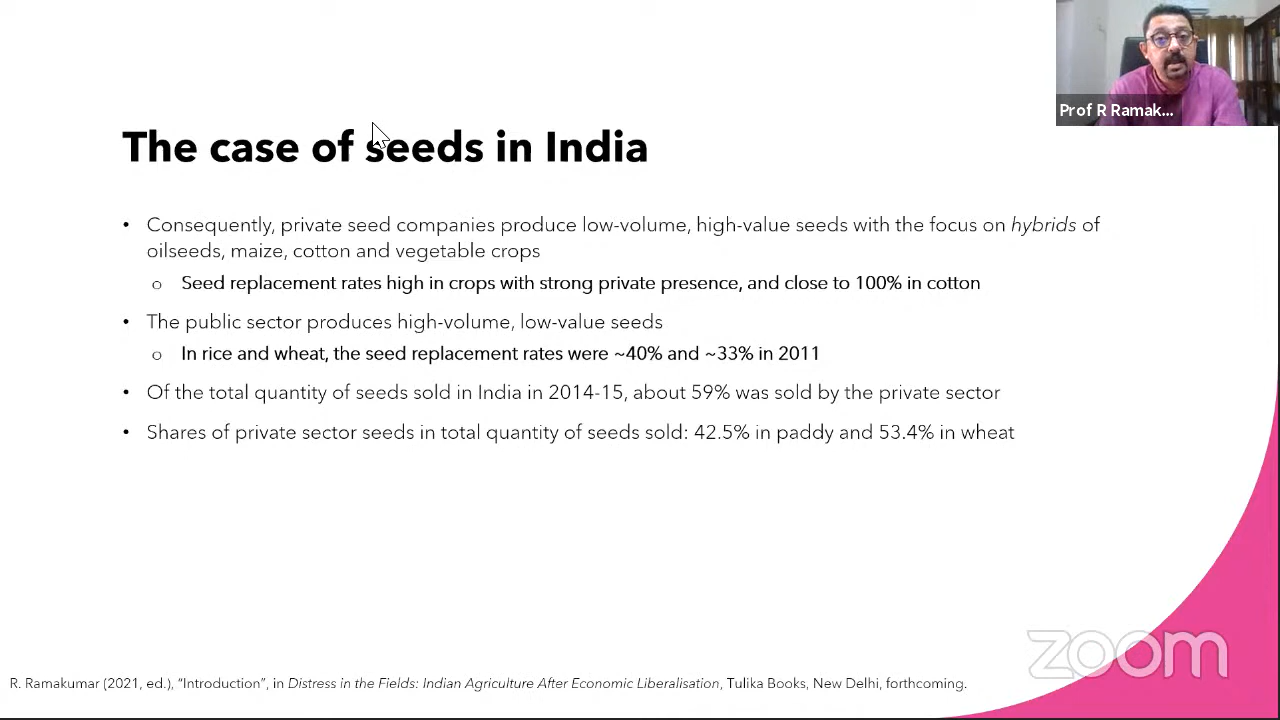 Prof R Ramak...
The case of seeds in India
• Consequently, private seed companies produce low-volume, high-value seeds with the focus on hybrids of
oilseeds, maize, cotton and vegetable crops
o Seed replacement rates high in crops with strong private presence, and close to 100% in cotton
• The public sector produces high-volume, low-value seeds
o In rice and wheat, the seed replacement rates were ~40% and ~33% in 2011
• Of the total quantity of seeds sold in India in 2014-15, about 59% was sold by the private sector
• Shares of private sector seeds in total quantity of seeds sold: 42.5% in paddy and 53.4% in wheat
zoom
R. Ramakumar (2021, ed.), “Introduction”, in Distress in the Fields: Indian Agriculture After Economic Liberalisation, Tulika Books, New Delhi, forthcoming.